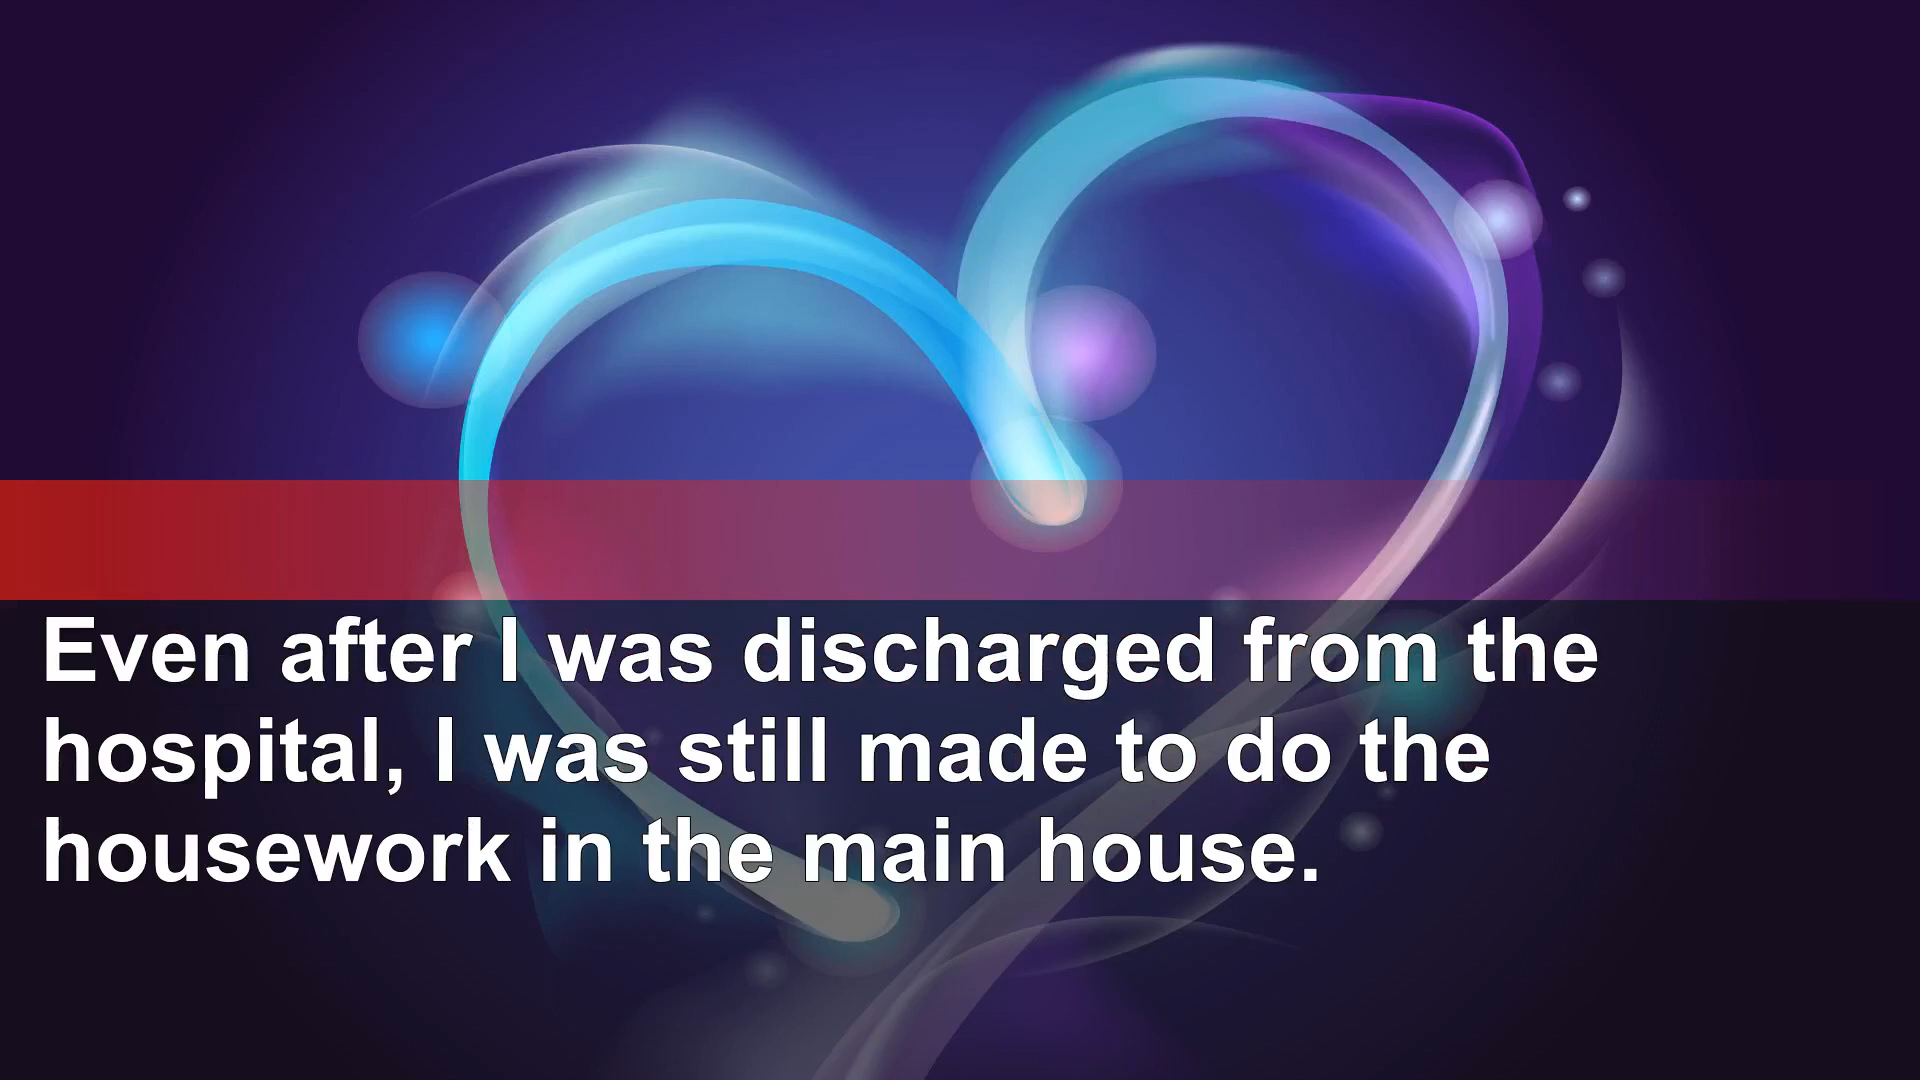 Even after I was discharged from the
hospital, I was still made to do the
housework in the main house.